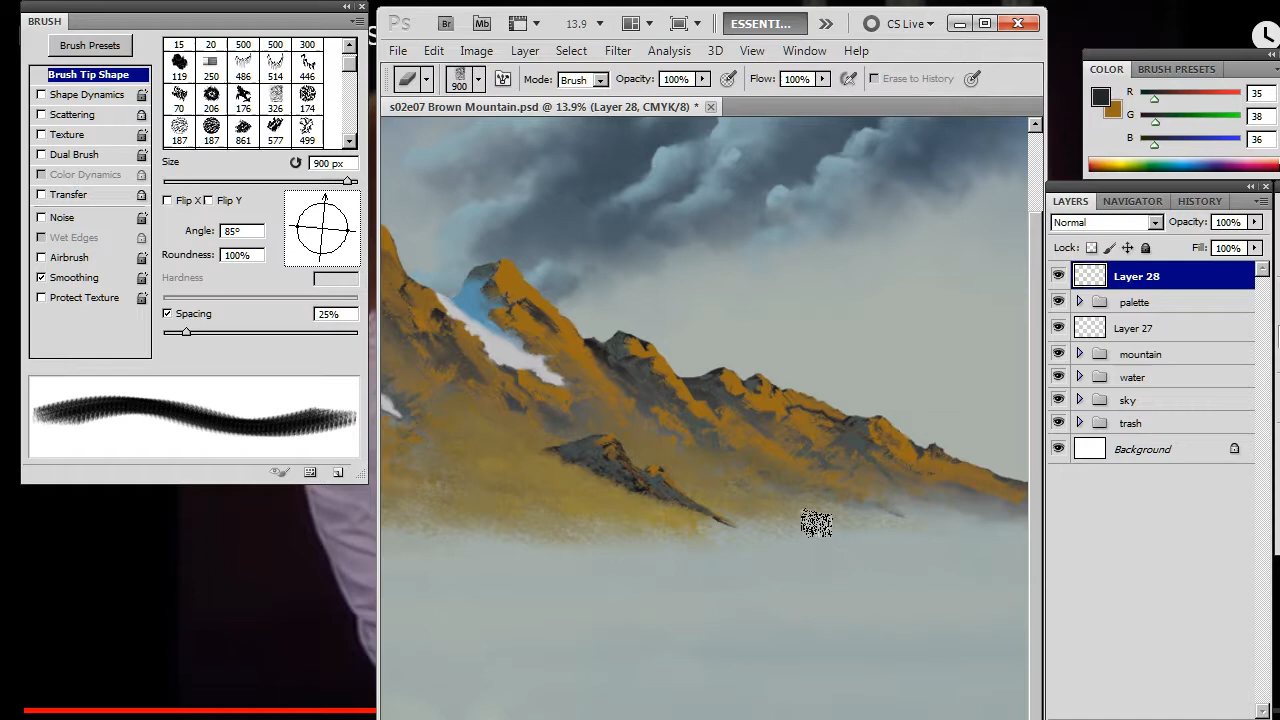 BRUSH
Brush Presets
Brush Tip Shape
Shape Dynamics
Scattering
Texture
Dual Brush
Color Dynamics
Transfer
Noise
Wet Edges
Airbrush
Smoothing
Protect Texture
15 20 500 500 300
119 250 486 514 446
70 206 176 326 174
187 187 861 577 499
Size 900 px
Flip X Flip Y
Angle: 85º
Roundness: 100%
Hardness
Spacing 25%
Ps Br Mb 13.9 ESSENTI... CS Live
File Edit Image Layer Select Filter Analysis 3D View Window Help
900 Mode: Brush Opacity: 100% Flow: 100% Erase to History
s02e07 Brown Mountain.psd @ 13.9% (Layer 28, CMYK/8) *
COLOR BRUSH PRESETS
R 35
G 38
B 36
LAYERS NAVIGATOR HISTORY
Normal Opacity: 100%
Lock: Fill: 100%
Layer 28
palette
Layer 27
mountain
water
sky
trash
Background